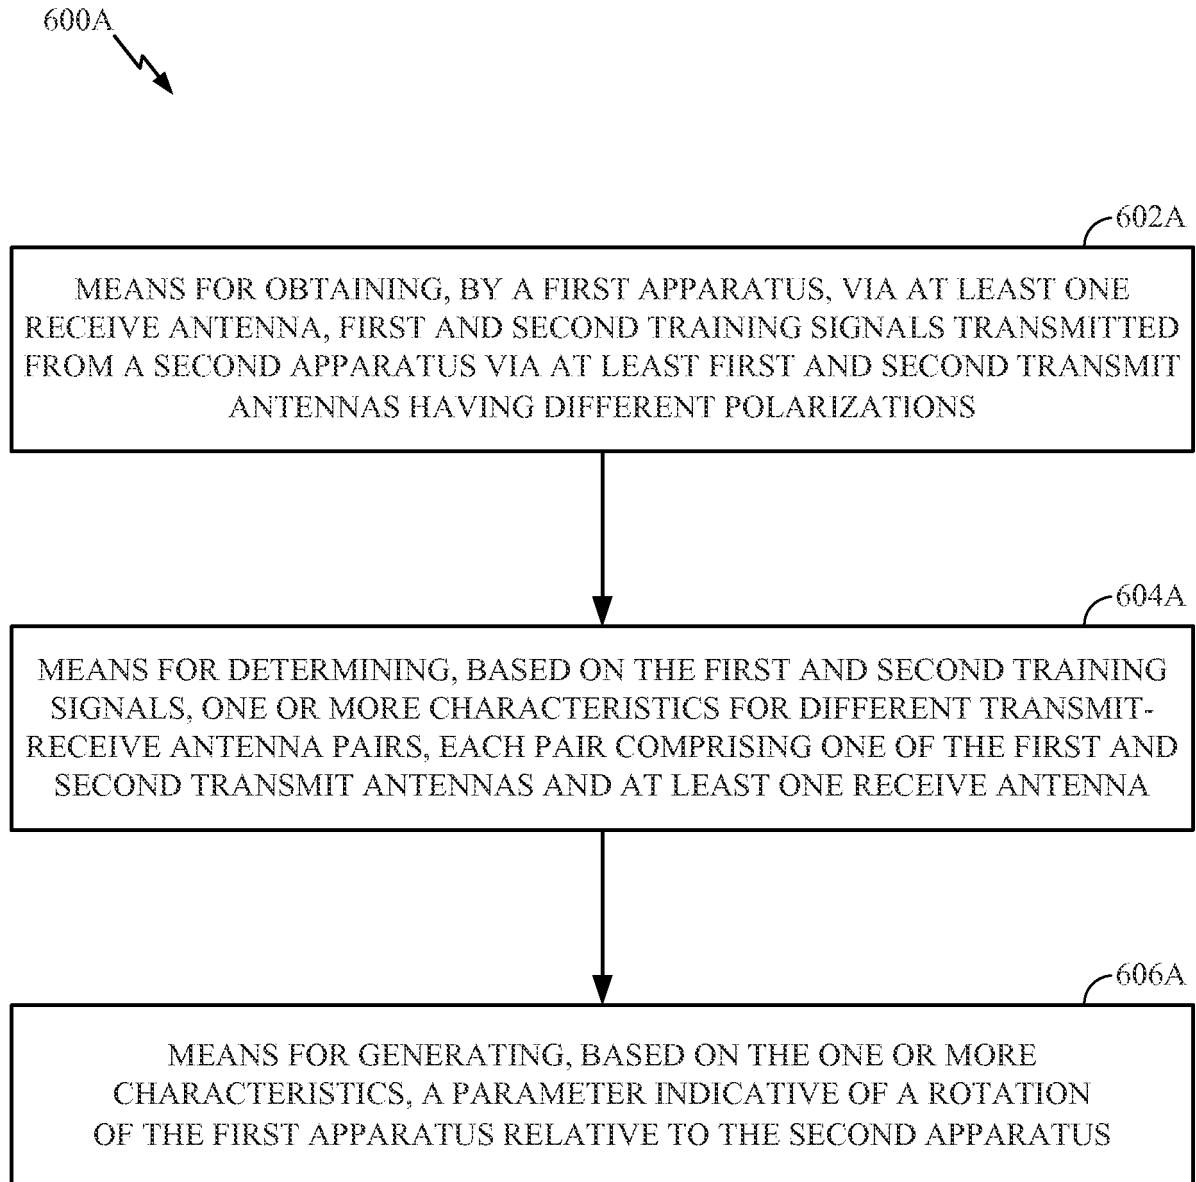 600A
602A
MEANS FOR OBTAINING, BY A FIRST APPARATUS, VIA AT LEAST ONE
RECEIVE ANTENNA, FIRST AND SECOND TRAINING SIGNALS TRANSMITTED
FROM A SECOND APPARATUS VIA AT LEAST FIRST AND SECOND TRANSMIT
ANTENNAS HAVING DIFFERENT POLARIZATIONS
604A
MEANS FOR DETERMINING, BASED ON THE FIRST AND SECOND TRAINING
SIGNALS, ONE OR MORE CHARACTERISTICS FOR DIFFERENT TRANSMIT-
RECEIVE ANTENNA PAIRS, EACH PAIR COMPRISING ONE OF THE FIRST AND
SECOND TRANSMIT ANTENNAS AND AT LEAST ONE RECEIVE ANTENNA
606A
MEANS FOR GENERATING, BASED ON THE ONE OR MORE
CHARACTERISTICS, A PARAMETER INDICATIVE OF A ROTATION
OF THE FIRST APPARATUS RELATIVE TO THE SECOND APPARATUS